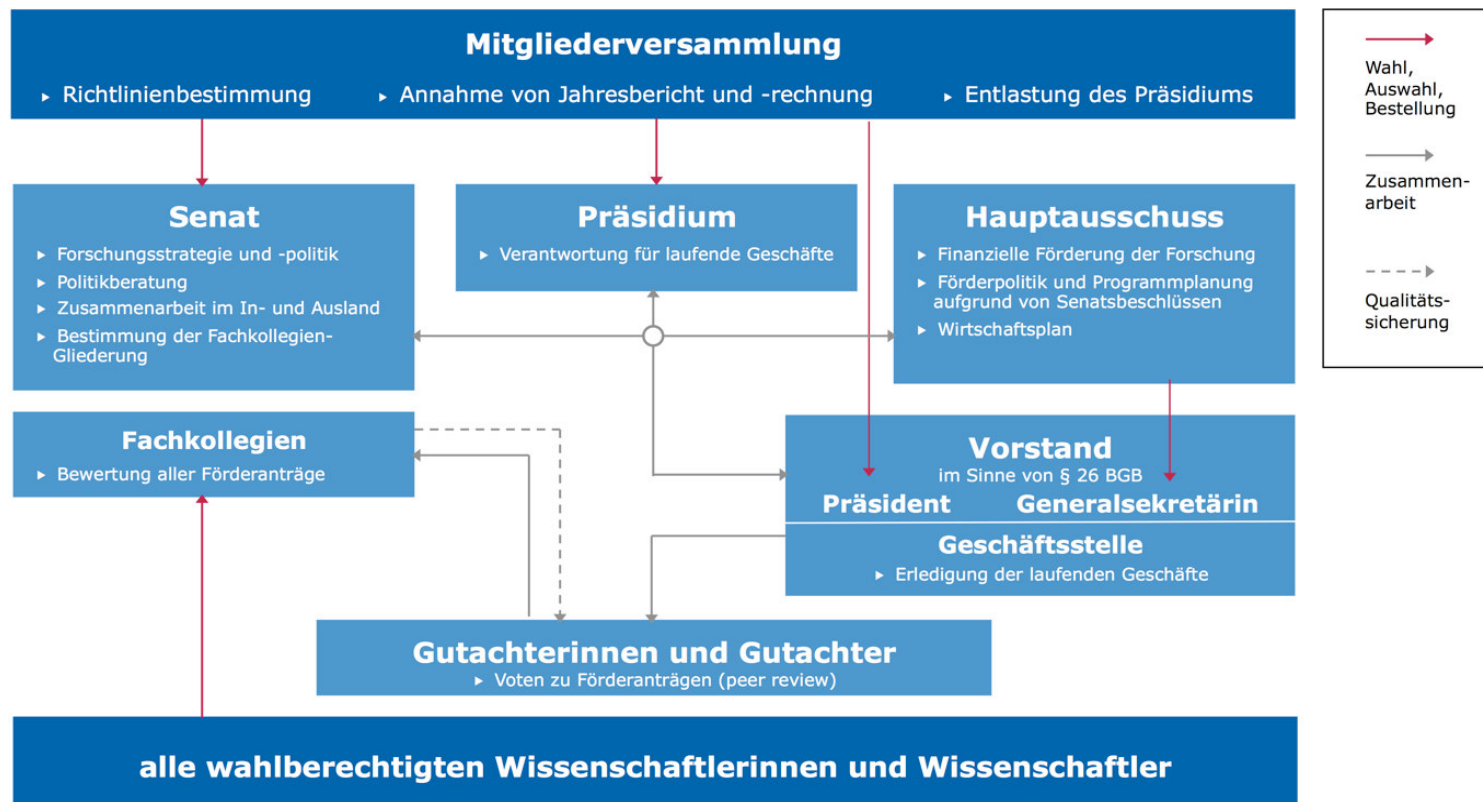 Mitgliederversammlung
▸ Richtlinienbestimmung ▸ Annahme von Jahresbericht und -rechnung ▸ Entlastung des Präsidiums
Senat
▸ Forschungsstrategie und -politik
▸ Politikberatung
▸ Zusammenarbeit im In- und Ausland
▸ Bestimmung der Fachkollegien-
Gliederung
Präsidium
▸ Verantwortung für laufende Geschäfte
Hauptausschuss
▸ Finanzielle Förderung der Forschung
▸ Förderpolitik und Programmplanung
aufgrund von Senatsbeschlüssen
▸ Wirtschaftsplan
Fachkollegien
▸ Bewertung aller Förderanträge
Vorstand
im Sinne von § 26 BGB
Präsident Generalsekretärin
Geschäftsstelle
▸ Erledigung der laufenden Geschäfte
Gutachterinnen und Gutachter
▸ Voten zu Förderanträgen (peer review)
alle wahlberechtigten Wissenschaftlerinnen und Wissenschaftler
Wahl,
Auswahl,
Bestellung
Zusammen-
arbeit
Qualitäts-
sicherung